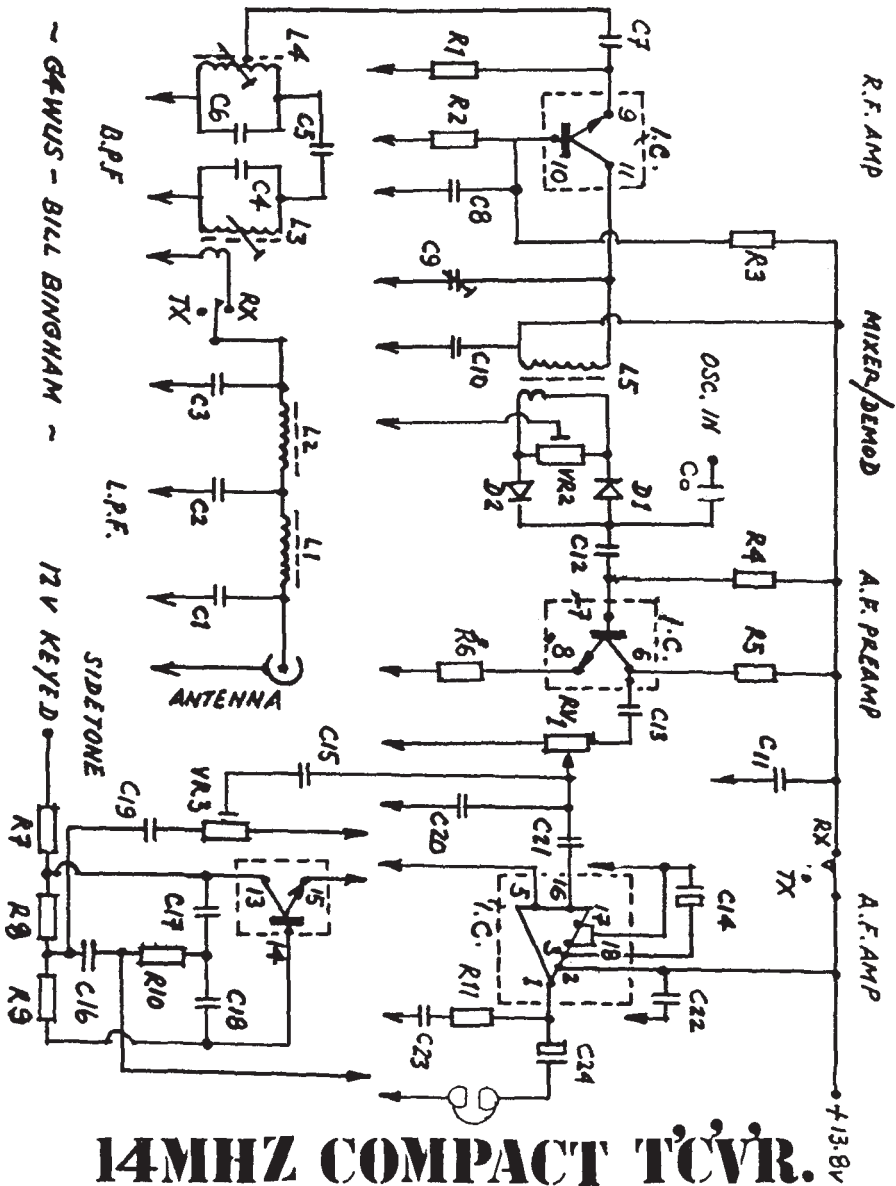 R.F. AMP
MIXER/DEMOD
A.F. PREAMP
A.F. AMP
+13.8V
R3
OSC. IN
Co
R4
R5
C11
RX
TX
C14
C22
I.C.
9
10
11
L5
VR2
D1
D2
C12
I.C.
7
8
6
C13
RV1
C21
16
17
18
3
2
1
5
I.C.
C7
R1
R2
C8
C9
C10
R6
C15
C20
R11
C23
C24
L4
C6
C5
C4
L3
B.P.F
RX
TX
C3
L2
C2
L1
C1
L.P.F.
ANTENNA
SIDETONE
12V KEYED
VR3
C19
R7
R8
R9
C16
R10
C17
C18
13
15
14
~ G4WUS - BILL BINGHAM ~
14MHZ COMPACT T'C'V'R.